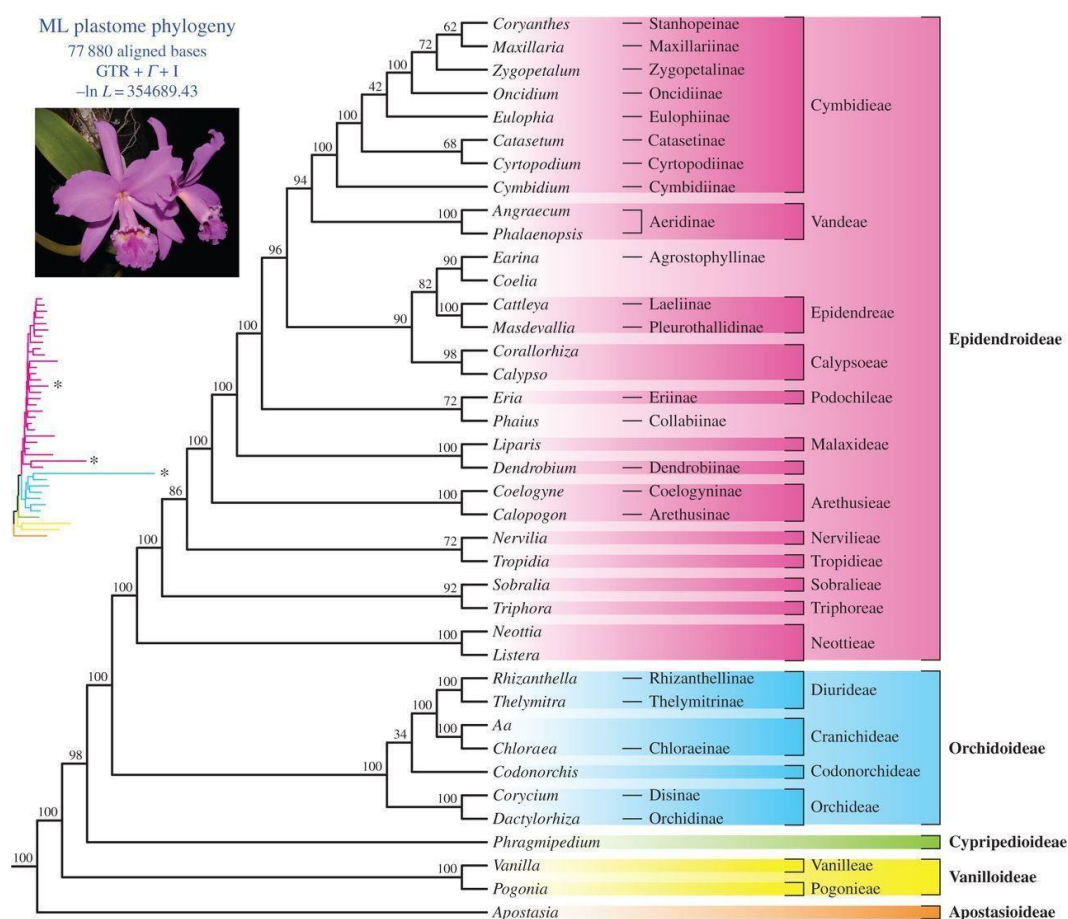 ML plastome phylogeny
77 880 aligned bases
GTR + Γ + I
–ln L = 354689.43
62 Coryanthes — Stanhopeinae
72 Maxillaria — Maxillariinae
100 Zygopetalum — Zygopetalinae
42 Oncidium — Oncidiinae
Cymbidieae
100 Eulophia — Eulophiinae
100 Catasetum — Catasetinae
68 Cyrtopodium — Cyrtopodiinae
94 Cymbidium — Cymbidiinae
100 Angraecum
Aeridinae
Vandeae
Phalaenopsis
96
90 Earina — Agrostophyllinae
82 Coelia
100 Cattleya — Laeliinae
Epidendreae
90 Masdevallia — Pleurothallidinae
Epidendroideae
100
98 Corallorhiza
Calypsoeae
Calypso
*
100
72 Eria — Eriinae Podochileae
Phaius — Collabiinae
100
100 Liparis Malaxideae
*
Dendrobium — Dendrobiinae
*
86
100 Coelogyne — Coelogyninae
Arethusieae
Calopogon — Arethusinae
100
72 Nervilia Nervilieae
Tropidia Tropidieae
100
92 Sobralia Sobralieae
Triphora Triphoreae
100 Neottia
Neottieae
Listera
100
100 Rhizanthella — Rhizanthellinae
Diurideae
100 Thelymitra — Thelymitrinae
34
100 Aa
Cranichideae
Chloraea — Chloraeinae
Orchidoideae
98
100
Codonorchis Codonorchideae
100 Corycium — Disinae
Orchideae
Dactylorhiza — Orchidinae
100
Phragmipedium Cypripedioideae
100
100 Vanilla Vanilleae
Vanilloideae
Pogonia Pogonieae
Apostasia Apostasioideae